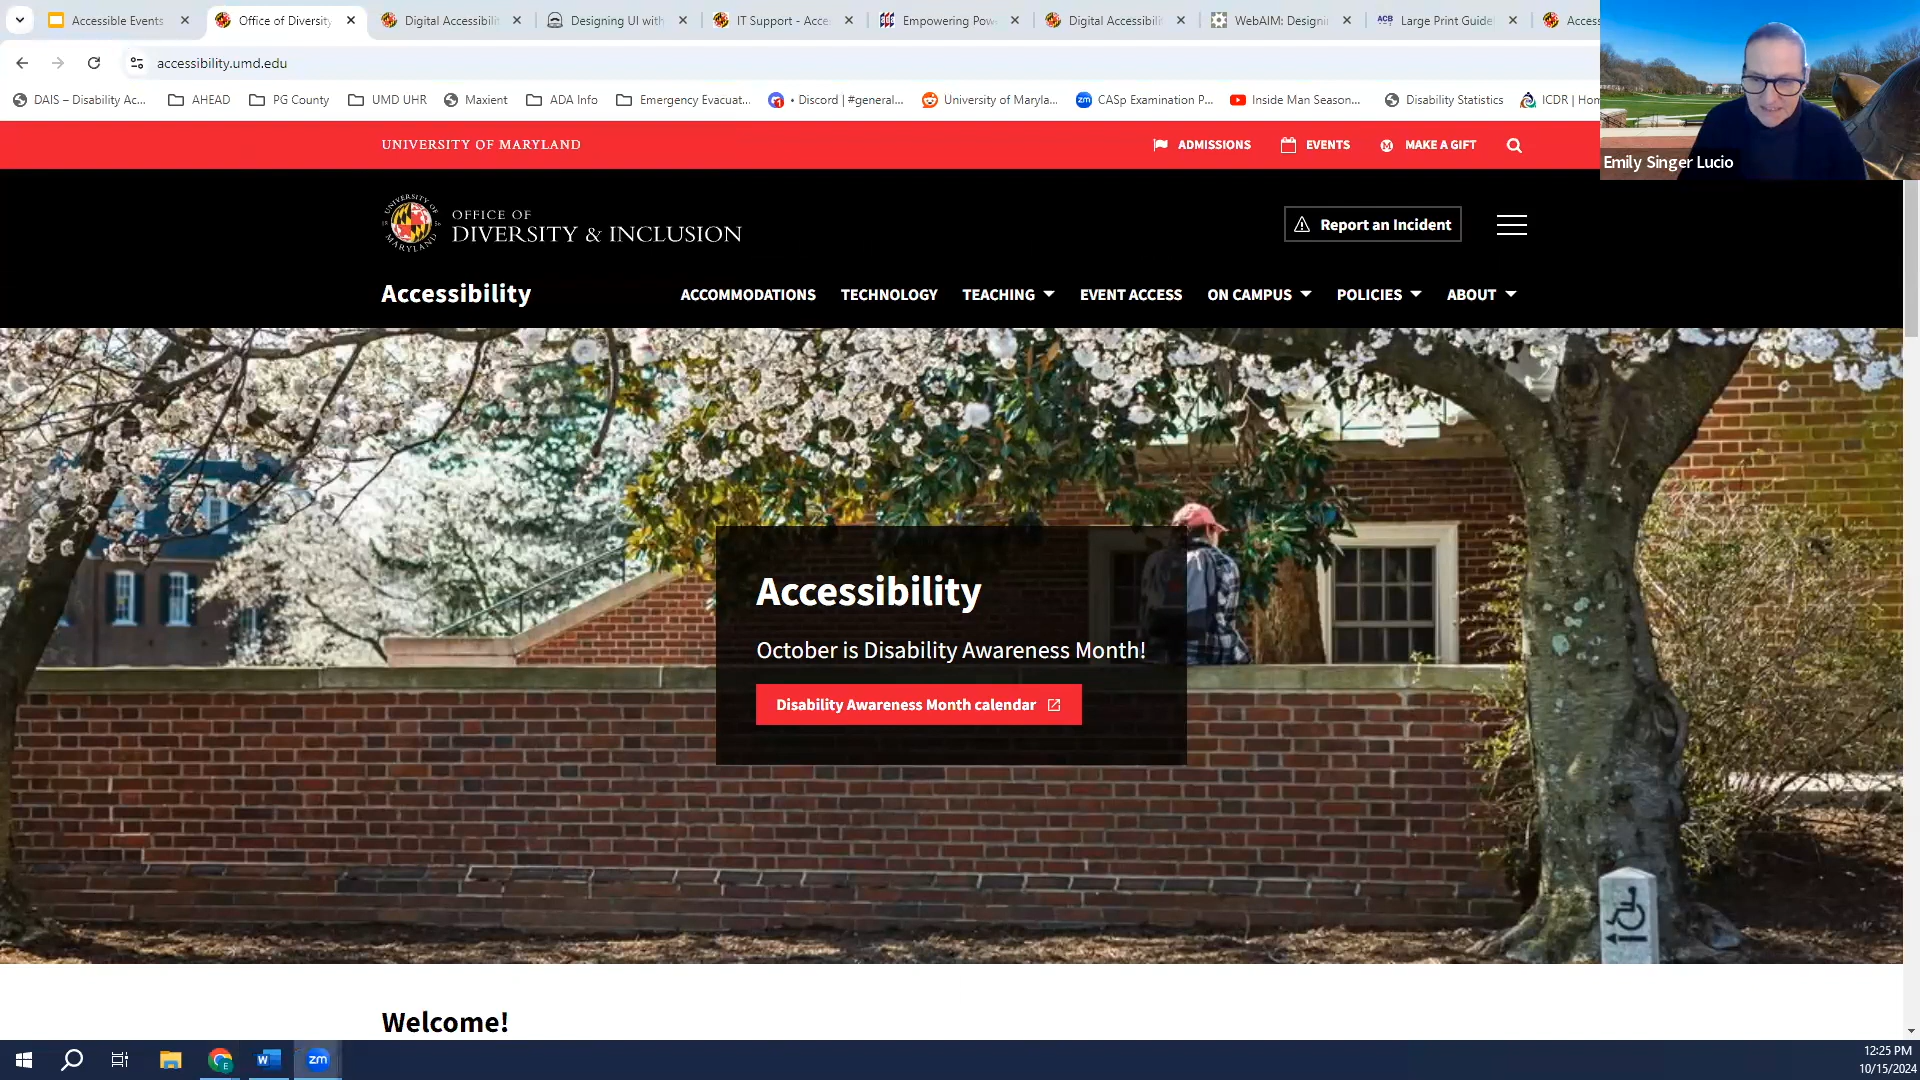 Accessible Events
Office of Diversity
Digital Accessibili
Designing UI with
IT Support - Acce
Empowering Pow
Digital Accessibili
WebAIM: Designi
Large Print Guide
Access
accessibility.umd.edu
DAIS – Disability Ac...
AHEAD
PG County
UMD UHR
Maxient
ADA Info
Emergency Evacuat...
• Discord | #general...
University of Maryla...
CASp Examination P...
Inside Man Season...
Disability Statistics
ICDR | Hom
Emily Singer Lucio
UNIVERSITY OF MARYLAND
ADMISSIONS
EVENTS
MAKE A GIFT
UNIVERSITY OF
MARYLAND
OFFICE OF
DIVERSITY & INCLUSION
Report an Incident
Accessibility
ACCOMMODATIONS
TECHNOLOGY
TEACHING
EVENT ACCESS
ON CAMPUS
POLICIES
ABOUT
Accessibility
October is Disability Awareness Month!
Disability Awareness Month calendar
Welcome!
zm
12:25 PM
10/15/2024